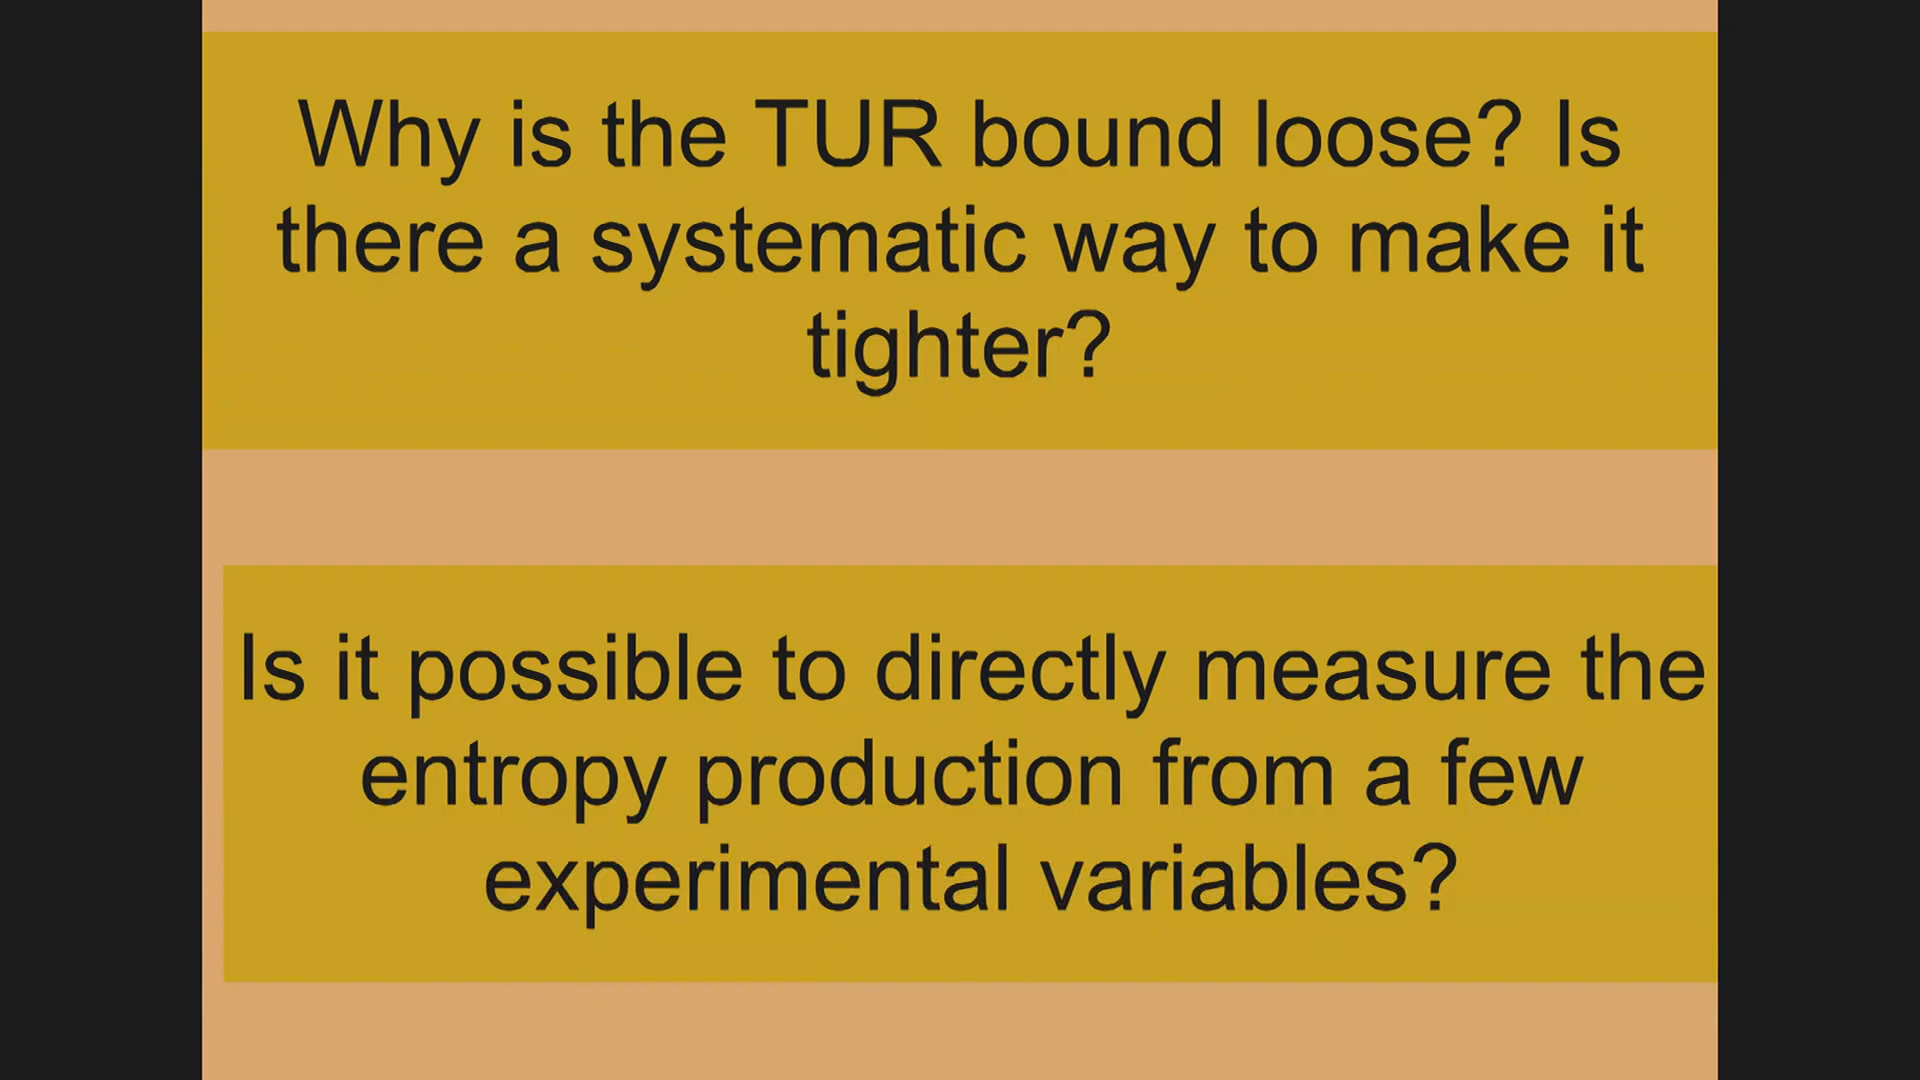 Why is the TUR bound loose? Is
there a systematic way to make it
tighter?
Is it possible to directly measure the
entropy production from a few
experimental variables?